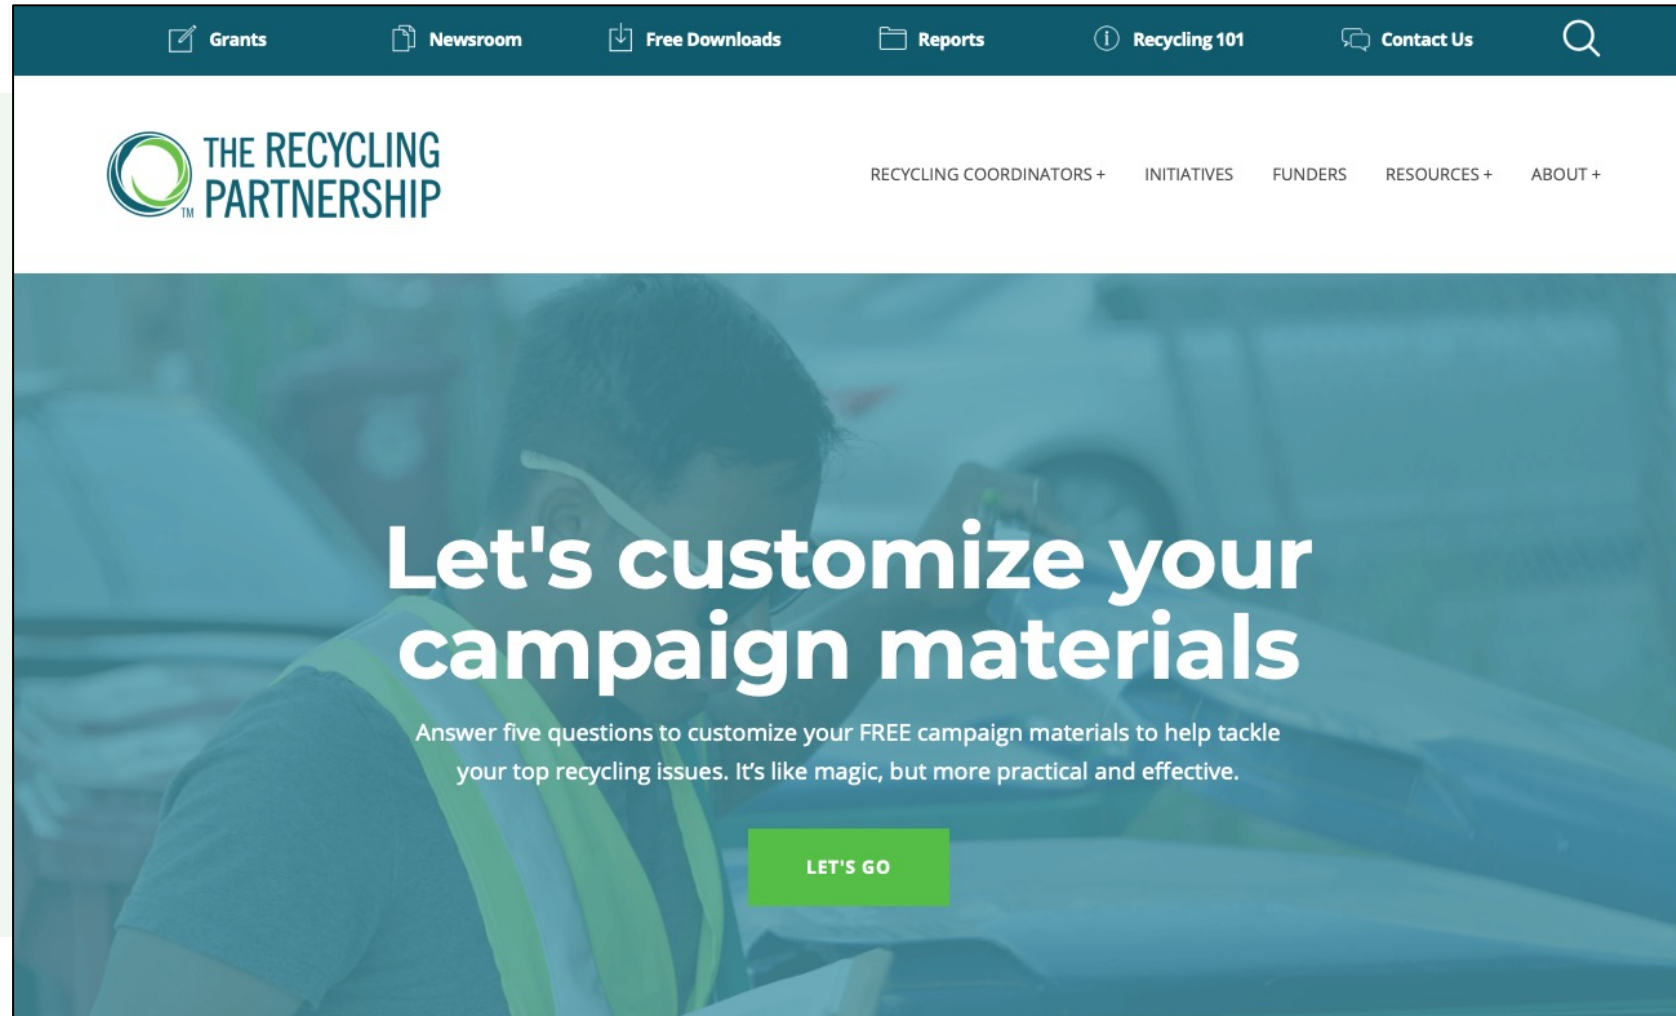 Grants
Newsroom
Free Downloads
Reports
Recycling 101
Contact Us
THE RECYCLING
PARTNERSHIP
TM
RECYCLING COORDINATORS +
INITIATIVES
FUNDERS
RESOURCES +
ABOUT +
Let's customize your
campaign materials
Answer five questions to customize your FREE campaign materials to help tackle
your top recycling issues. It’s like magic, but more practical and effective.
LET'S GO